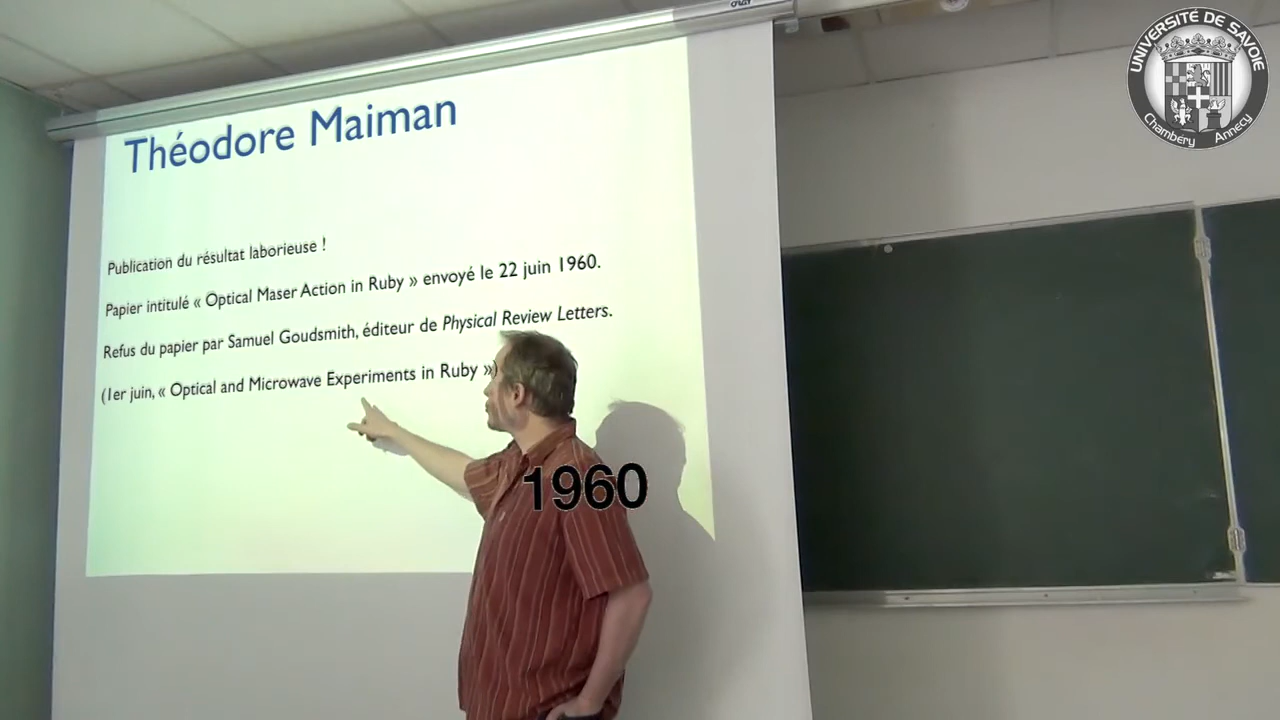 Théodore Maiman
Publication du résultat laborieuse !
Papier intitulé « Optical Maser Action in Ruby » envoyé le 22 juin 1960.
Refus du papier par Samuel Goudsmith, éditeur de Physical Review Letters.
(1er juin, « Optical and Microwave Experiments in Ruby »)
1960
UNIVERSITÉ DE SAVOIE
Chambéry Annecy